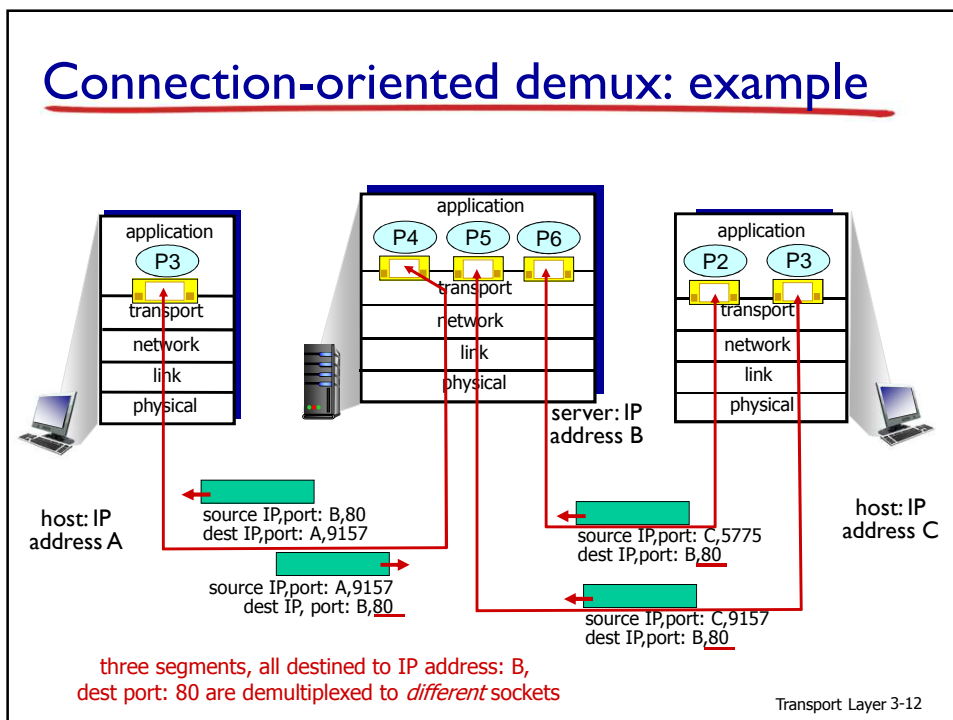 Connection-oriented demux: example
application
P3
transport
network
link
physical
host: IP
address A
application
P4 P5 P6
transport
network
link
physical
server: IP
address B
application
P2 P3
transport
network
link
physical
host: IP
address C
source IP,port: B,80
dest IP,port: A,9157
source IP,port: A,9157
dest IP, port: B,80
source IP,port: C,5775
dest IP,port: B,80
source IP,port: C,9157
dest IP,port: B,80
three segments, all destined to IP address: B,
dest port: 80 are demultiplexed to different sockets
Transport Layer 3-12